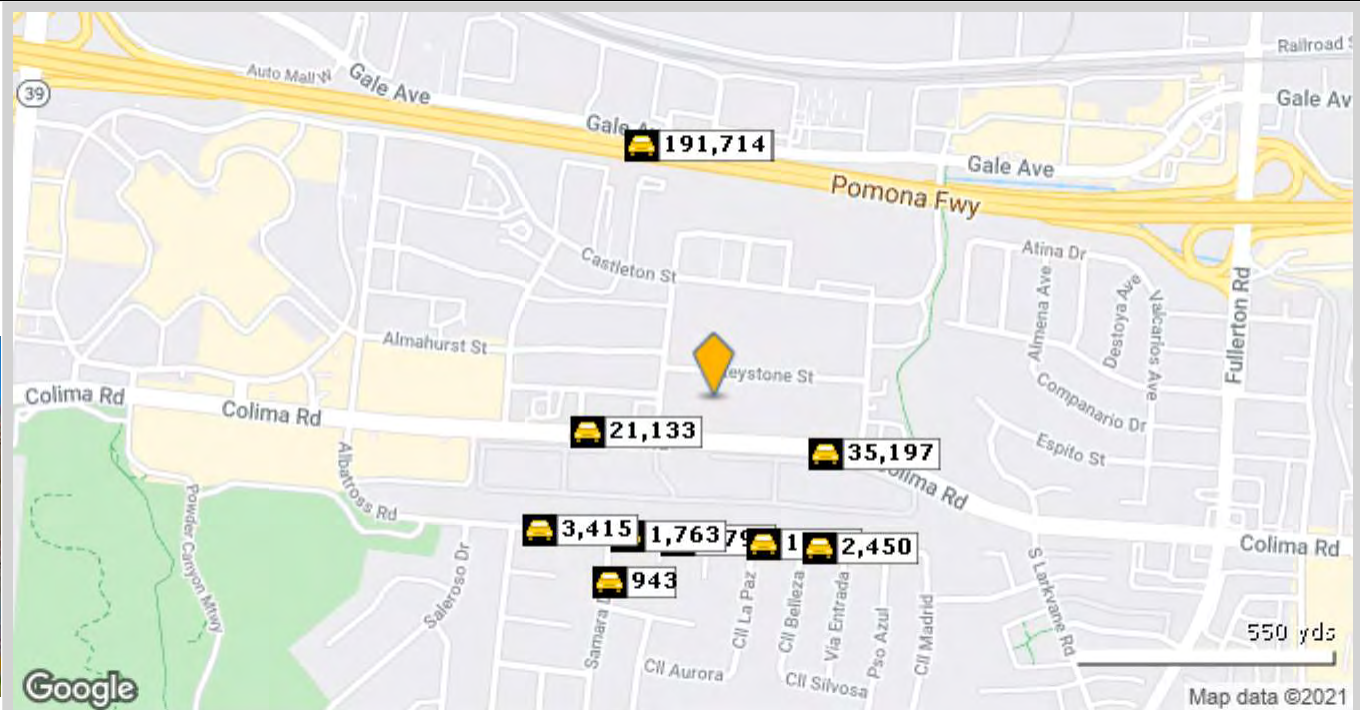 Railroad
39
Auto Mall W
Gale Ave
Gale Av
Gale
191,714
Gale Ave
Pomona Fwy
Atina Dr
Castleton St
Almena Ave
Destoya Ave
Valcarios Ave
Fullerton Rd
Almahurst St
eystone St
Companario Dr
Colima Rd
Colima Rd
21,133
35,197
Espito St
Albatross Rd
olima Rd
Powder Canyon Mtwy
3,415
1,763
79
1
2,450
Colima Rd
Saleroso Dr
943
Samara
Cll La Paz
Cll Belleza
Via Entrada
Pso Azul
Cll Madrid
S Larkvane Rd
550 yds
Cll Aurora
Cll Silvosa
Google
Map data ©2021